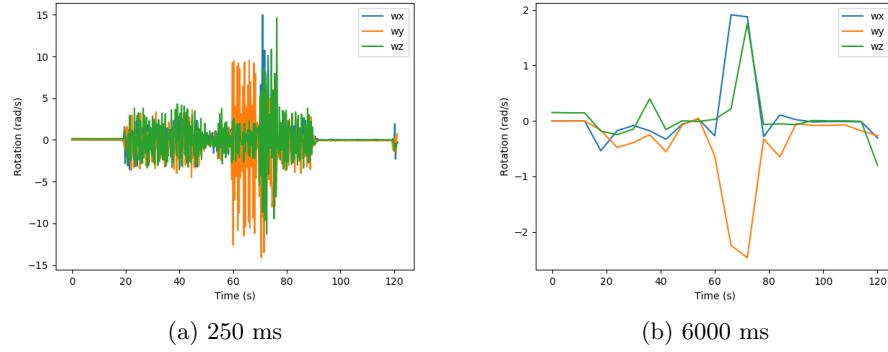 15
10
5
0
−5
−10
−15
Rotation (rad/s)
0 20 40 60 80 100 120
Time (s)
wx
wy
wz
(a) 250 ms
2
1
0
−1
−2
Rotation (rad/s)
0 20 40 60 80 100 120
Time (s)
wx
wy
wz
(b) 6000 ms